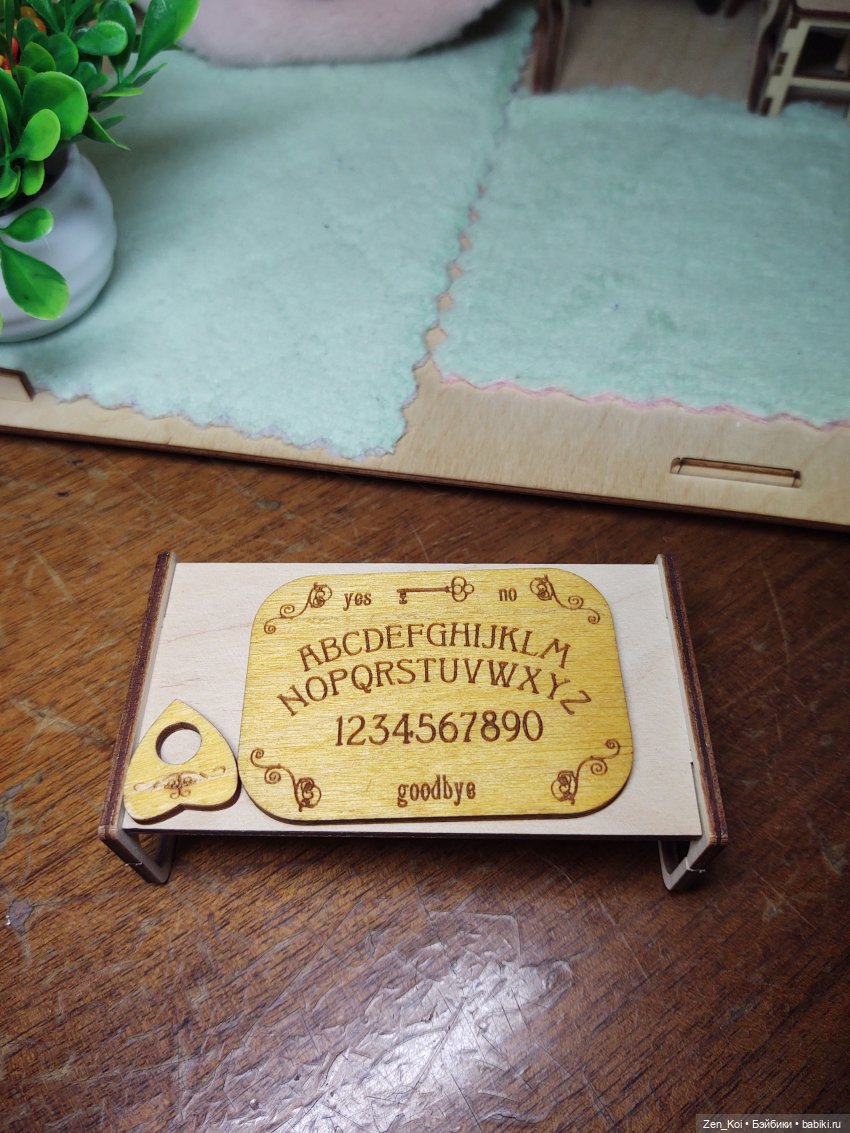 yes no
ABCDEFGHIJKLM
NOPQRSTUVWXYZ
1234567890
goodbye
Zen_Koi • Бэйбики • babiki.ru